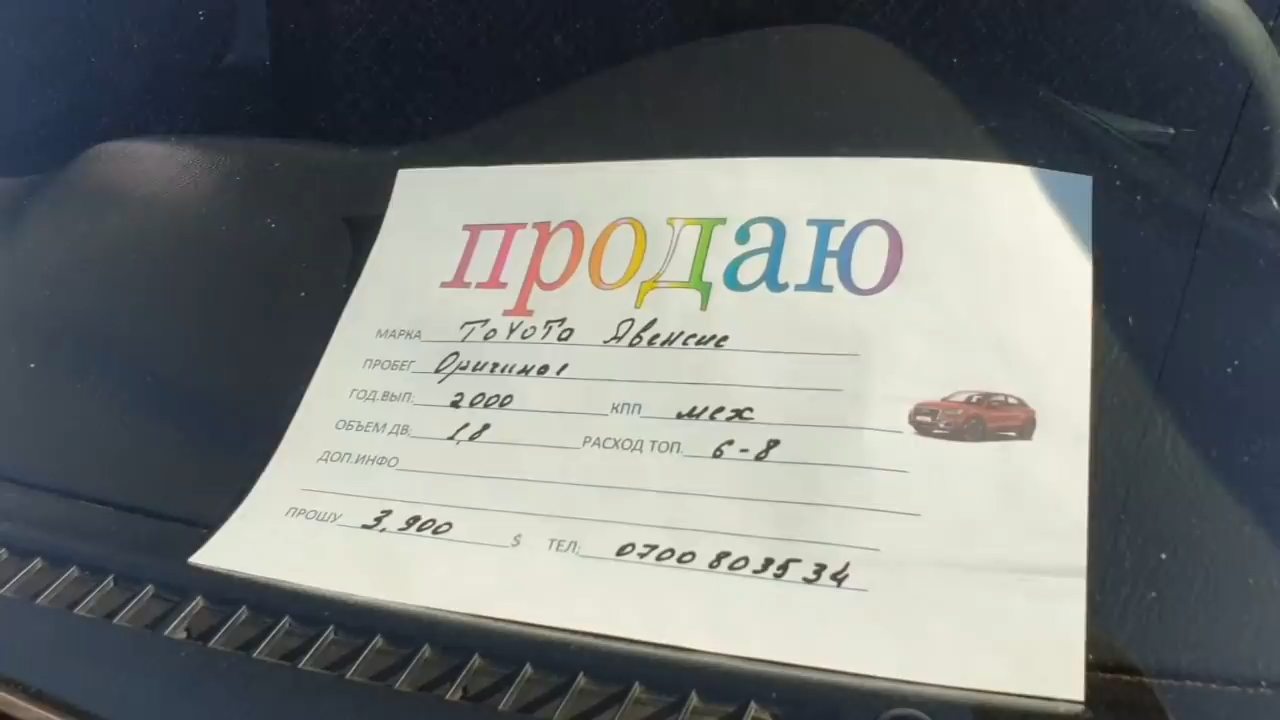 продаю
МАРКА ToYoTa Авенсис
ПРОБЕГ Оригинал
ГОД.ВЫП: 2000 КПП мех
ОБЪЕМ ДВ: 1,8 РАСХОД ТОП. 6-8
ДОП.ИНФО
ПРОШУ 3,900 $ ТЕЛ: 0700 803534